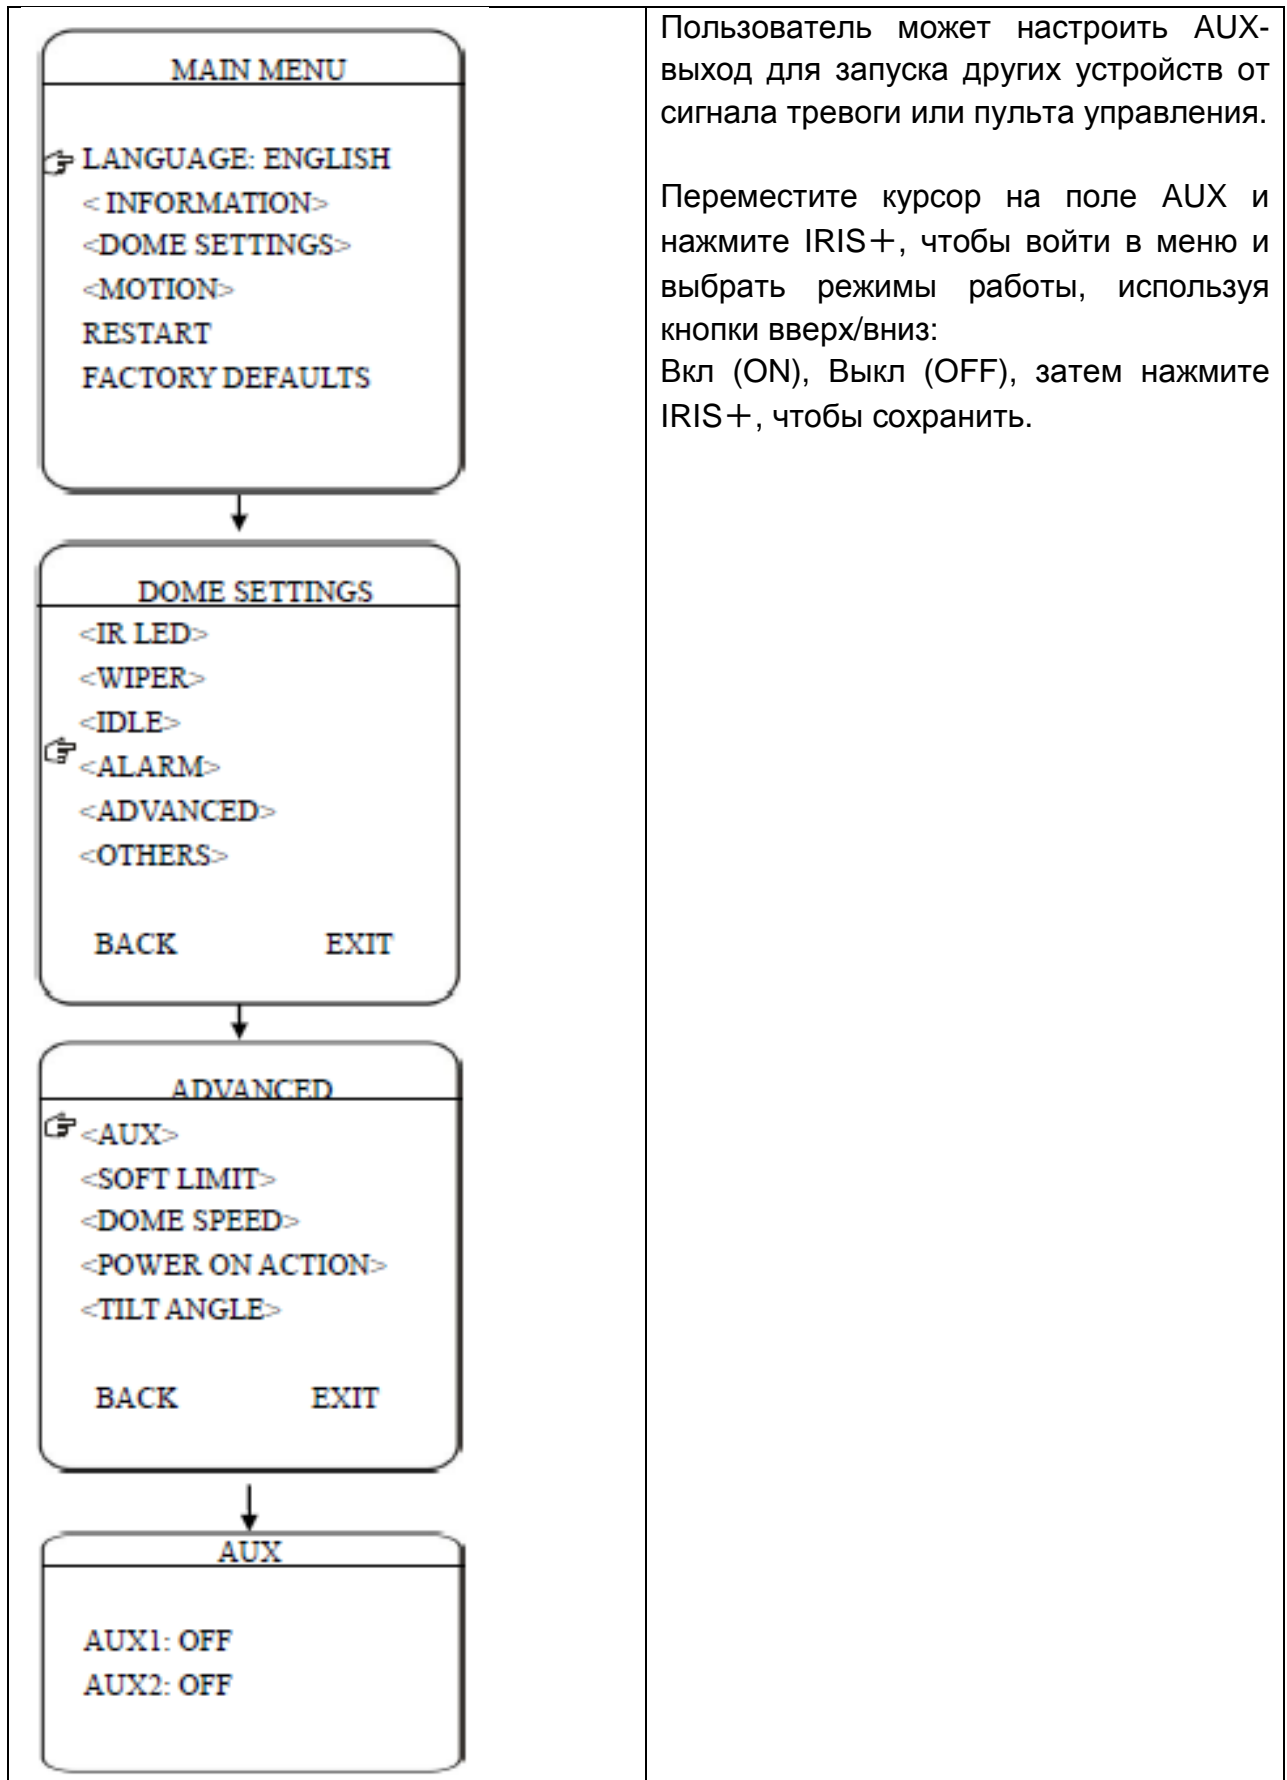 MAIN MENU
LANGUAGE: ENGLISH
< INFORMATION>
<DOME SETTINGS>
<MOTION>
RESTART
FACTORY DEFAULTS
DOME SETTINGS
<IR LED>
<WIPER>
<IDLE>
<ALARM>
<ADVANCED>
<OTHERS>
BACK EXIT
ADVANCED
<AUX>
<SOFT LIMIT>
<DOME SPEED>
<POWER ON ACTION>
<TILT ANGLE>
BACK EXIT
AUX
AUX1: OFF
AUX2: OFF
Пользователь может настроить AUX-
выход для запуска других устройств от
сигнала тревоги или пульта управления.
Переместите курсор на поле AUX и
нажмите IRIS＋, чтобы войти в меню и
выбрать режимы работы, используя
кнопки вверх/вниз:
Вкл (ON), Выкл (OFF), затем нажмите
IRIS＋, чтобы сохранить.